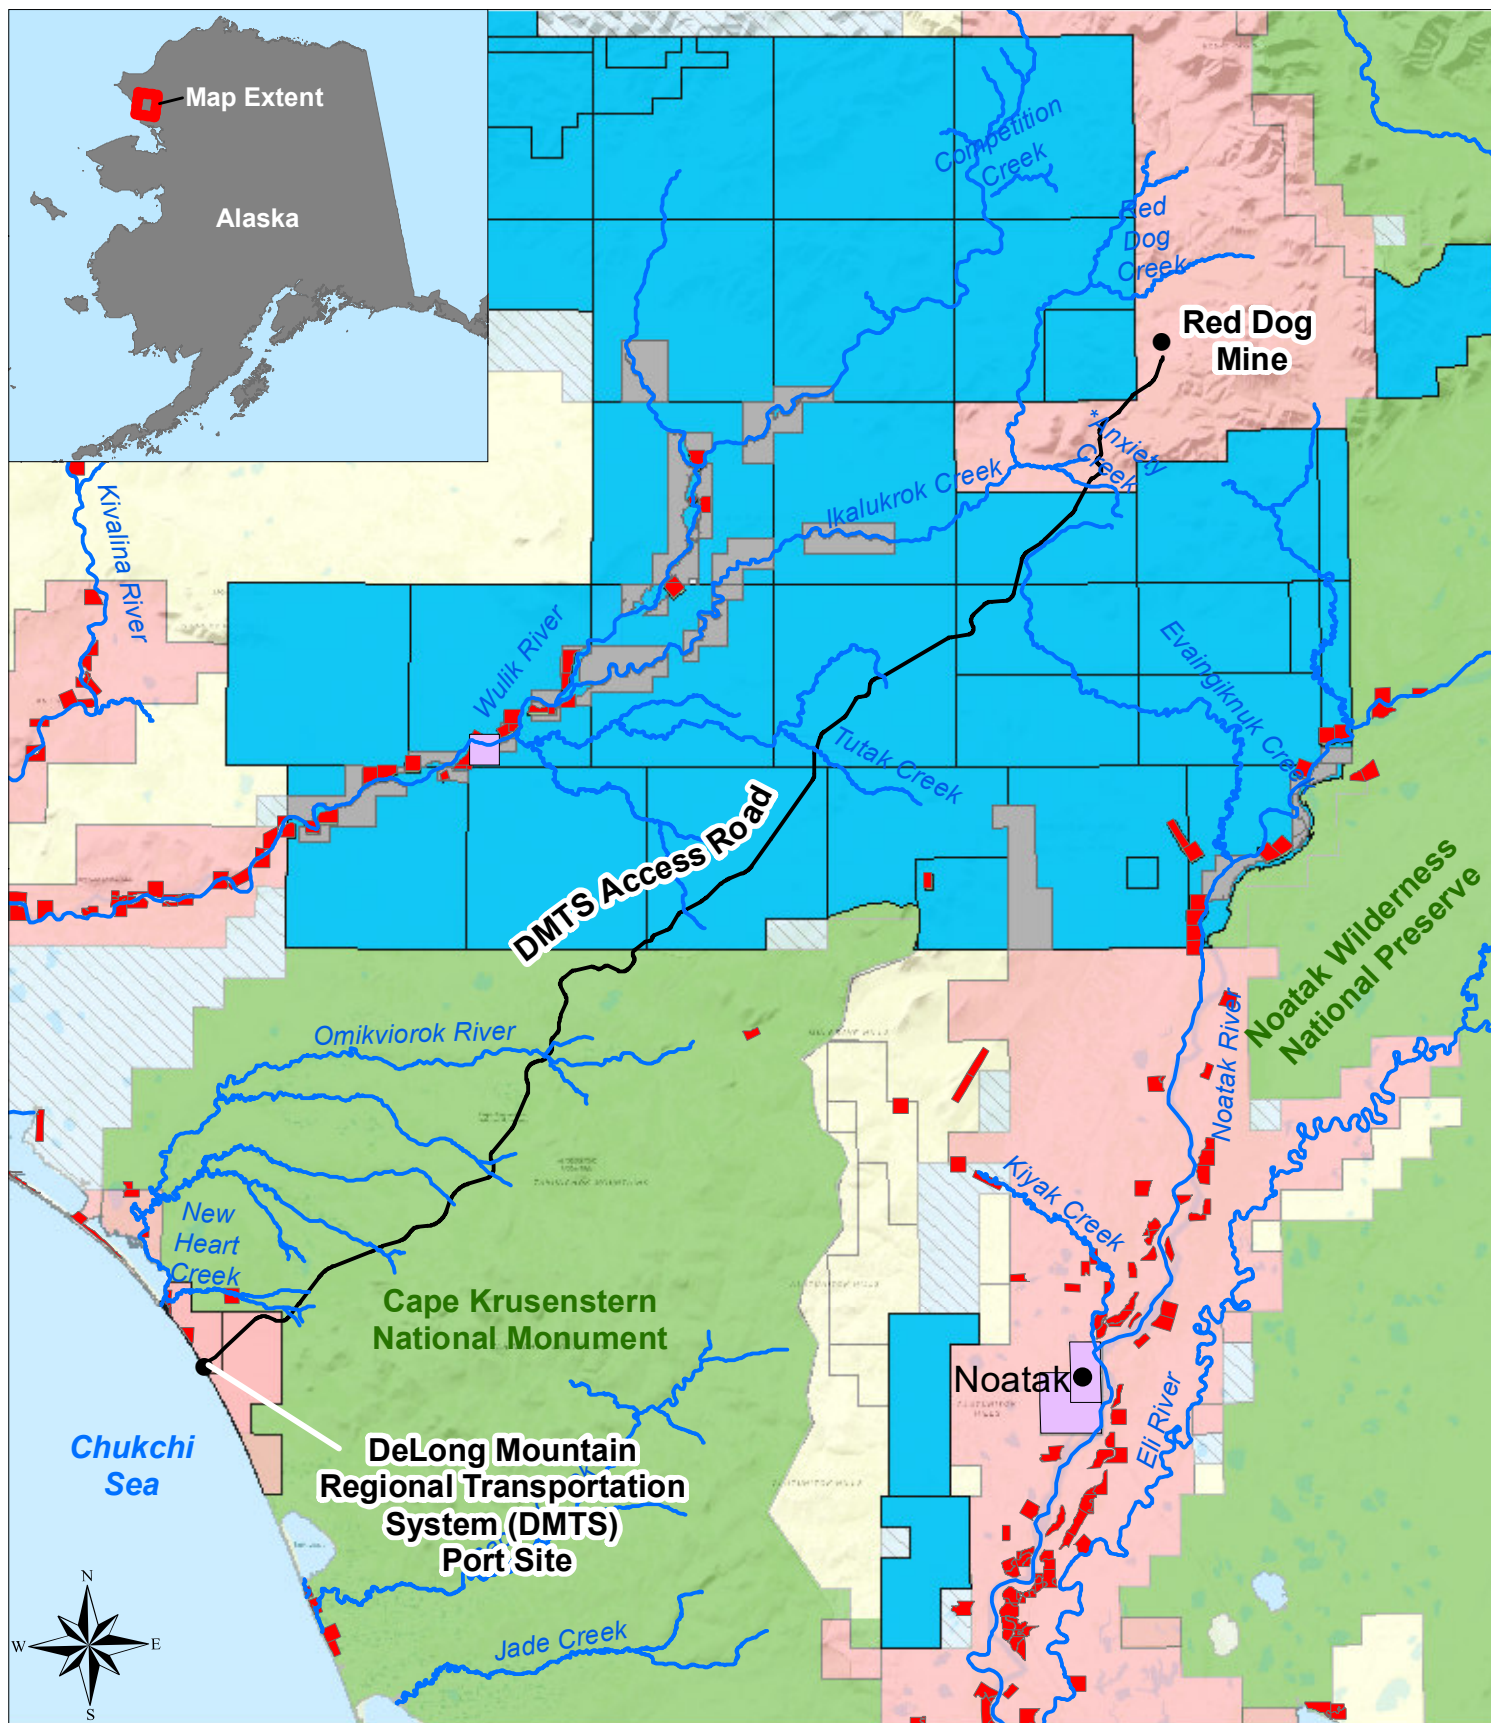 Map Extent
Alaska
Competition
Creek
Red
Dog
Creek
Red Dog
Mine
*Anxiety
Creek
Ikalukrok Creek
Kivalina River
Wulik River
Evaingiknuk Creek
Tutak Creek
DMTS Access Road
Noatak Wilderness
National Preserve
Omikviorok River
Noatak River
Kiyak Creek
New
Heart
Creek
Cape Krusenstern
National Monument
Noatak
Eli River
Chukchi
Sea
DeLong Mountain
Regional Transportation
System (DMTS)
Port Site
Jade Creek
N
W
E
S